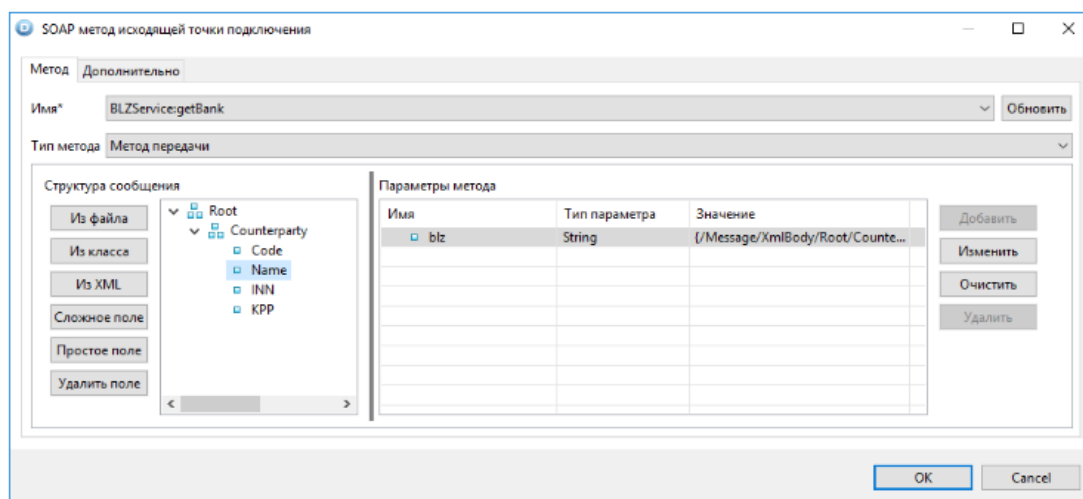 SOAP метод исходящей точки подключения
Метод Дополнительно
Имя* BLZService:getBank Обновить
Тип метода Метод передачи
Структура сообщения
Из файла
Из класса
Из XML
Сложное поле
Простое поле
Удалить поле
Root
Counterparty
Code
Name
INN
KPP
Параметры метода
Имя Тип параметра Значение
blz String {/Message/XmlBody/Root/Counte...
Добавить
Изменить
Очистить
Удалить
OK Cancel